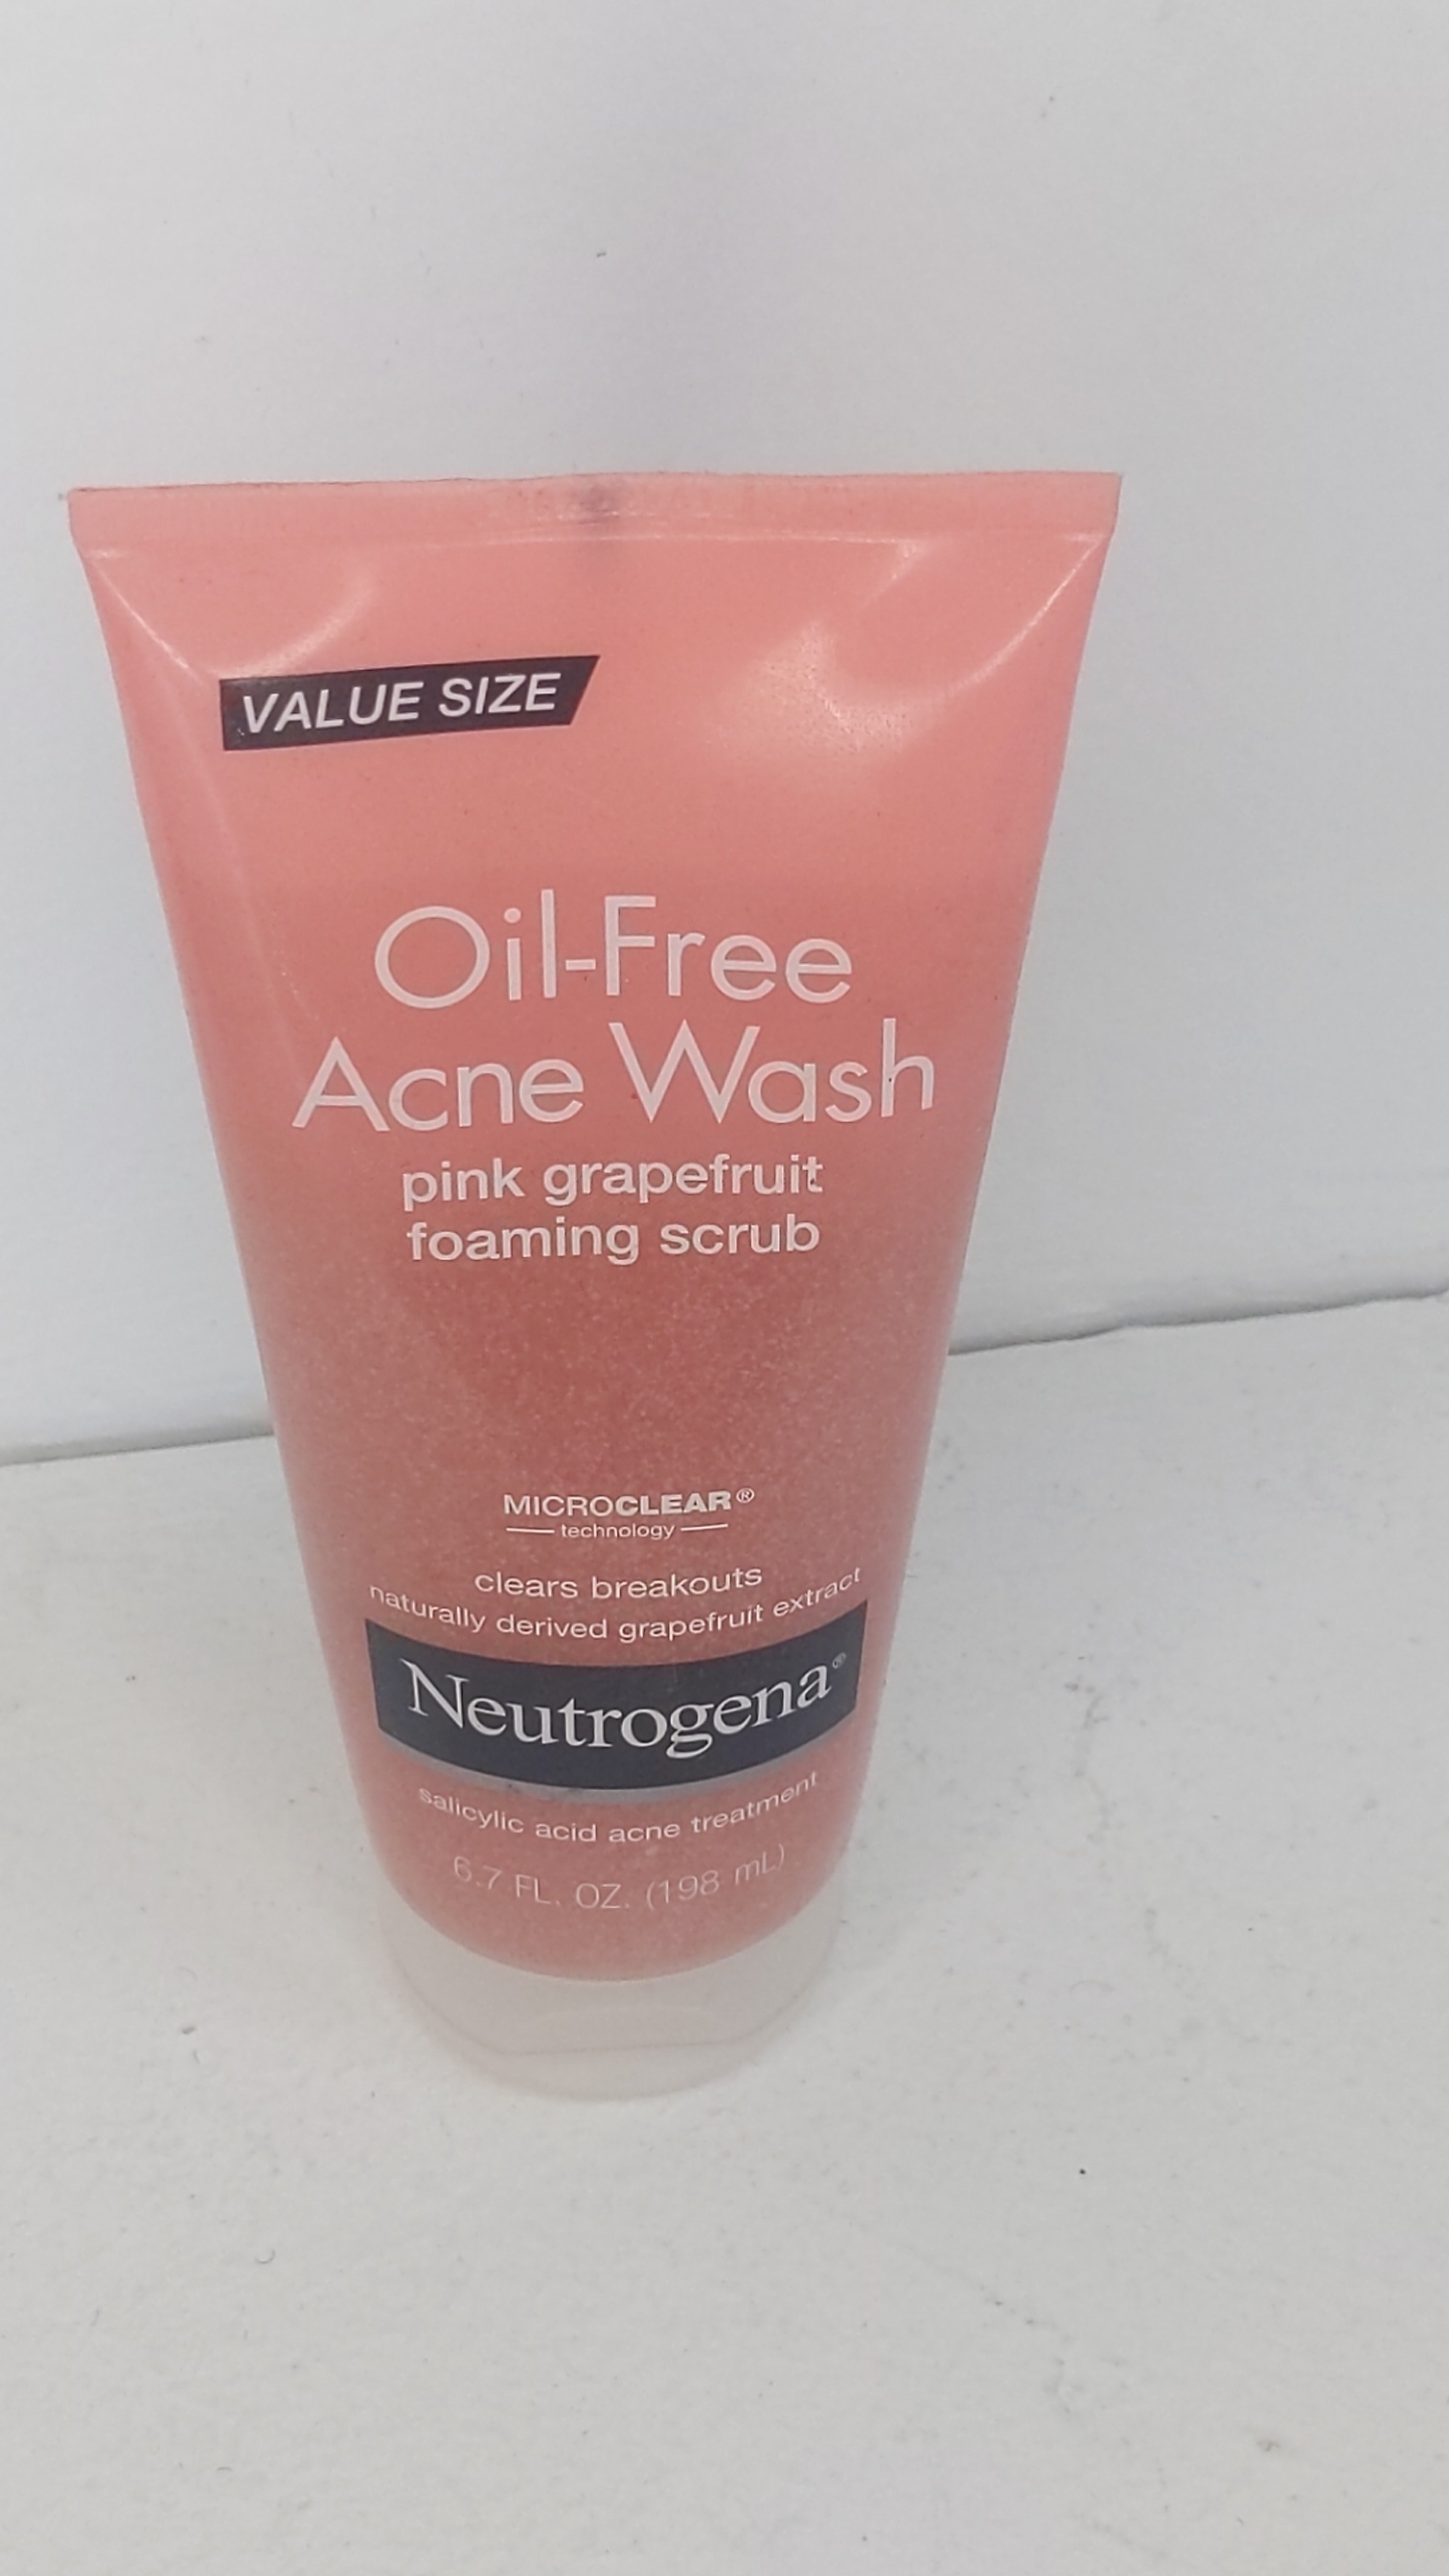 VALUE SIZE
Oil-Free
Acne Wash
pink grapefruit
foaming scrub
MICROCLEAR®
technology
clears breakouts
naturally derived grapefruit extract
Neutrogena®
salicylic acid acne treatment
6.7 FL. OZ. (198 mL)